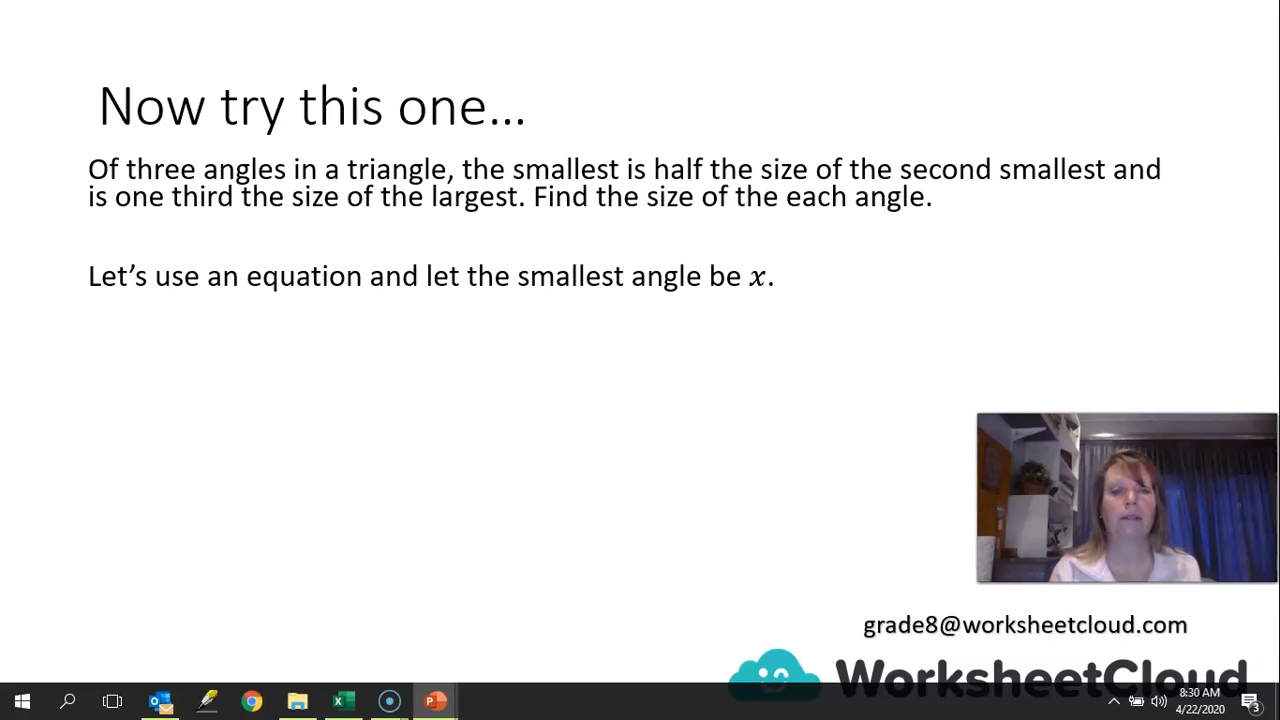 Now try this one…
Of three angles in a triangle, the smallest is half the size of the second smallest and
is one third the size of the largest. Find the size of the each angle.
Let’s use an equation and let the smallest angle be x.
grade8@worksheetcloud.com
WorksheetCloud
8:30 AM
4/22/2020
3